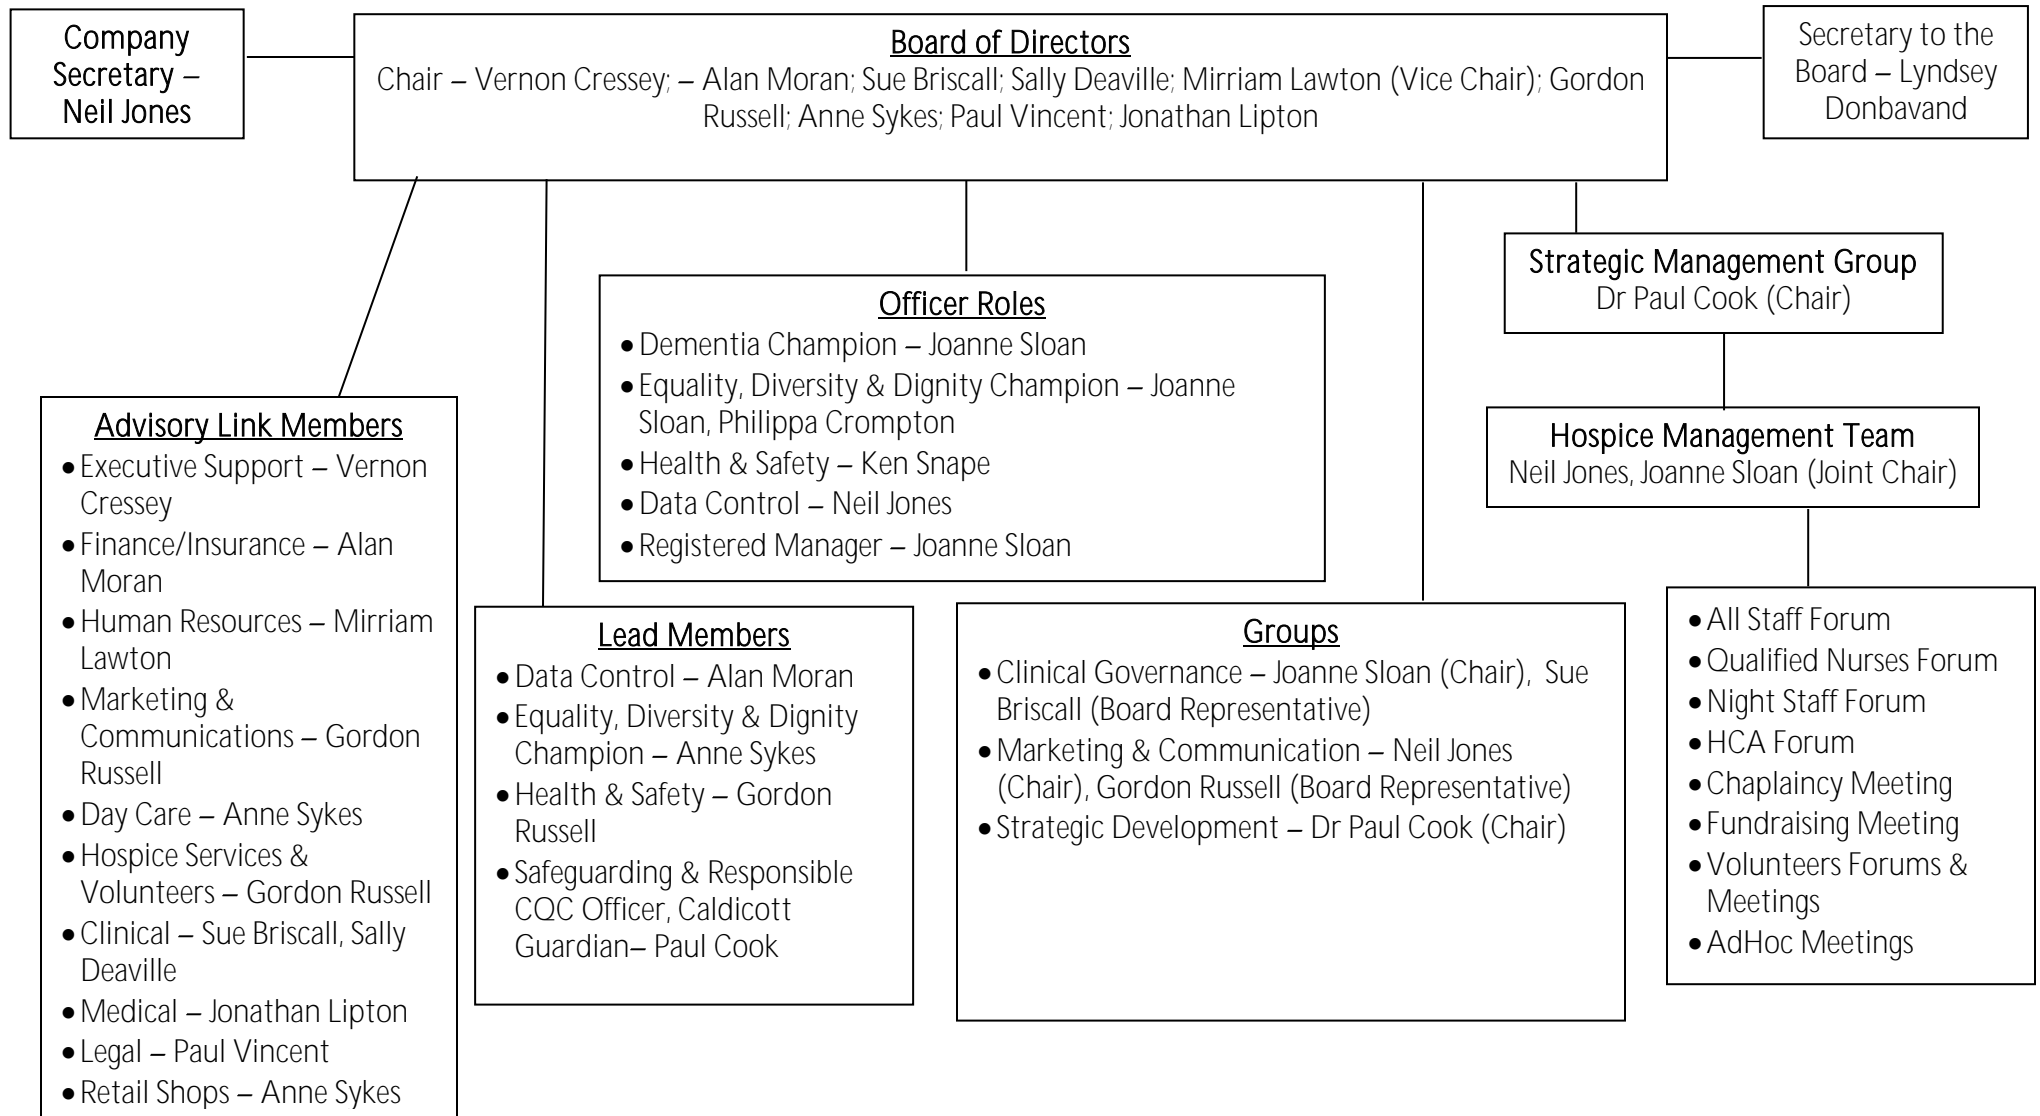 Company
Secretary –
Neil Jones
Board of Directors
Chair – Vernon Cressey; – Alan Moran; Sue Briscall; Sally Deaville; Mirriam Lawton (Vice Chair); Gordon
Russell; Anne Sykes; Paul Vincent; Jonathan Lipton
Secretary to the
Board – Lyndsey
Donbavand
Strategic Management Group
Dr Paul Cook (Chair)
Officer Roles
• Dementia Champion – Joanne Sloan
• Equality, Diversity & Dignity Champion – Joanne
Sloan, Philippa Crompton
• Health & Safety – Ken Snape
• Data Control – Neil Jones
• Registered Manager – Joanne Sloan
Hospice Management Team
Neil Jones, Joanne Sloan (Joint Chair)
Advisory Link Members
• Executive Support – Vernon
Cressey
• Finance/Insurance – Alan
Moran
• Human Resources – Mirriam
Lawton
• Marketing &
Communications – Gordon
Russell
• Day Care – Anne Sykes
• Hospice Services &
Volunteers – Gordon Russell
• Clinical – Sue Briscall, Sally
Deaville
• Medical – Jonathan Lipton
• Legal – Paul Vincent
• Retail Shops – Anne Sykes
Lead Members
• Data Control – Alan Moran
• Equality, Diversity & Dignity
Champion – Anne Sykes
• Health & Safety – Gordon
Russell
• Safeguarding & Responsible
CQC Officer, Caldicott
Guardian– Paul Cook
Groups
• Clinical Governance – Joanne Sloan (Chair),  Sue
Briscall (Board Representative)
• Marketing & Communication – Neil Jones
(Chair), Gordon Russell (Board Representative)
• Strategic Development – Dr Paul Cook (Chair)
• All Staff Forum
• Qualified Nurses Forum
• Night Staff Forum
• HCA Forum
• Chaplaincy Meeting
• Fundraising Meeting
• Volunteers Forums &
Meetings
• AdHoc Meetings